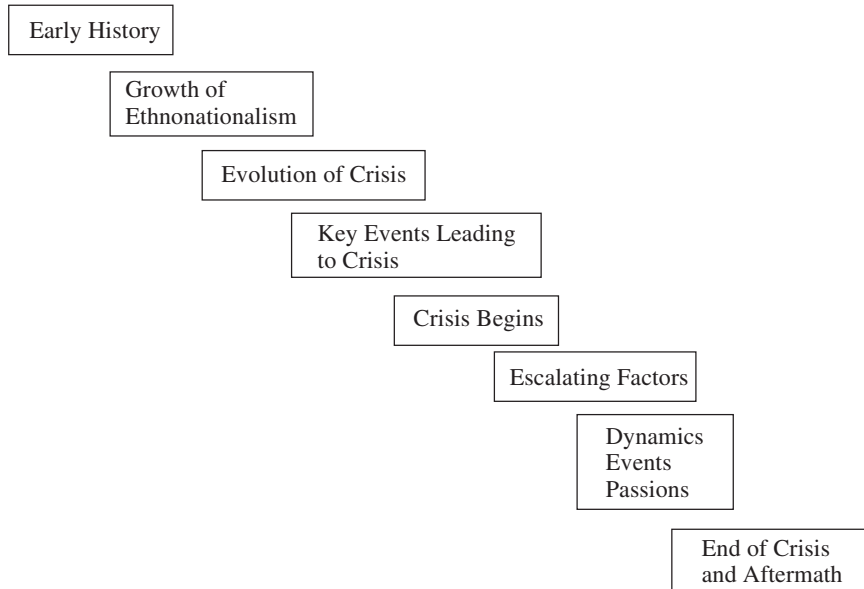 Early History
Growth of
Ethnonationalism
Evolution of Crisis
Key Events Leading
to Crisis
Crisis Begins
Escalating Factors
Dynamics
Events
Passions
End of Crisis
and Aftermath